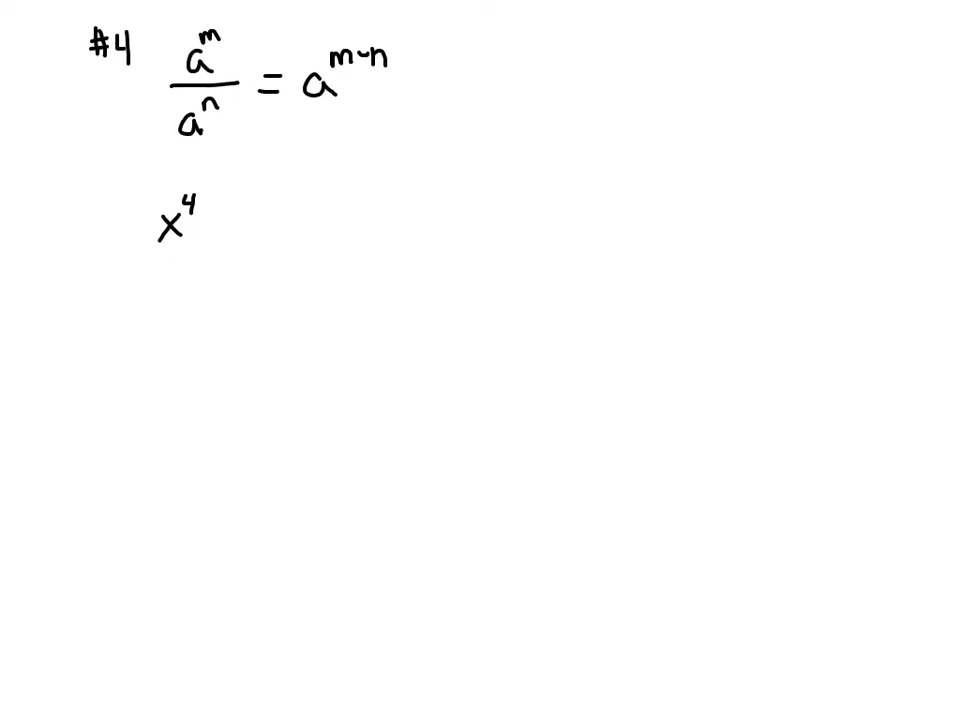 #4 a^m / a^n = a^(m-n)
x^4